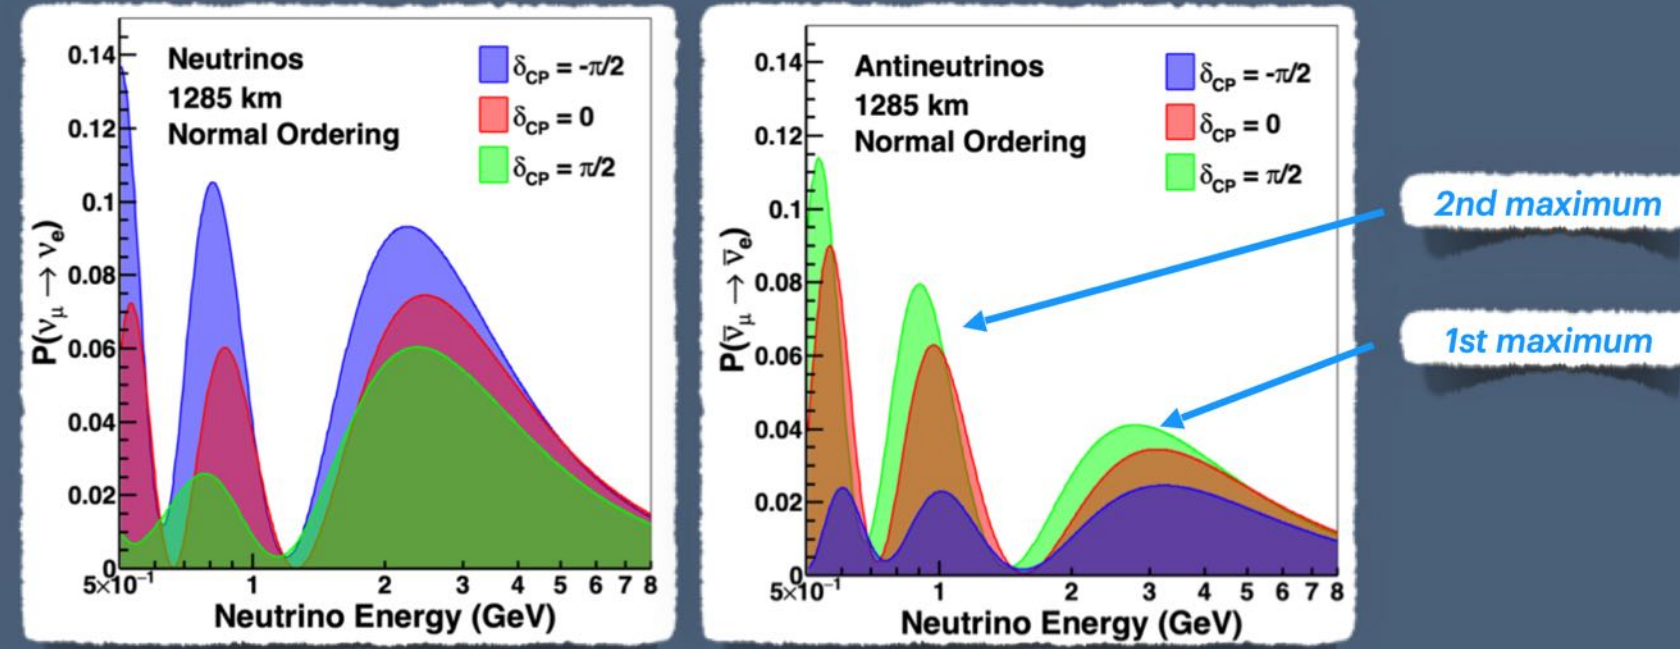 Neutrinos
1285 km
Normal Ordering
δCP = -π/2
δCP = 0
δCP = π/2
P(νμ → νe)
0.14
0.12
0.1
0.08
0.06
0.04
0.02
0
5×10⁻¹ 1 2 3 4 5 6 7 8
Neutrino Energy (GeV)
Antineutrinos
1285 km
Normal Ordering
δCP = -π/2
δCP = 0
δCP = π/2
P(ν̄μ → ν̄e)
0.14
0.12
0.1
0.08
0.06
0.04
0.02
0
5×10⁻¹ 1 2 3 4 5 6 7 8
Neutrino Energy (GeV)
2nd maximum
1st maximum